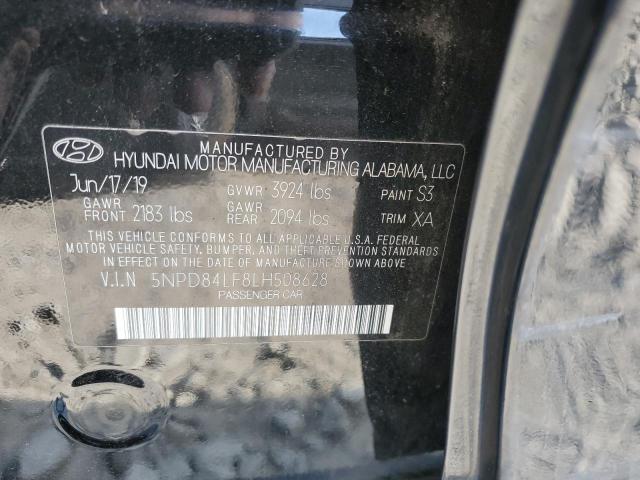 MANUFACTURED BY
HYUNDAI MOTOR MANUFACTURING ALABAMA, LLC
Jun/17/19 GVWR 3924 lbs PAINT S3
GAWR FRONT 2183 lbs GAWR REAR 2094 lbs TRIM XA
THIS VEHICLE CONFORMS TO ALL APPLICABLE U.S.A. FEDERAL
MOTOR VEHICLE SAFETY, BUMPER, AND THEFT PREVENTION STANDARDS
IN EFFECT ON THE DATE OF MANUFACTURE SHOWN ABOVE.
V.I.N 5NPD84LF8LH508628
PASSENGER CAR